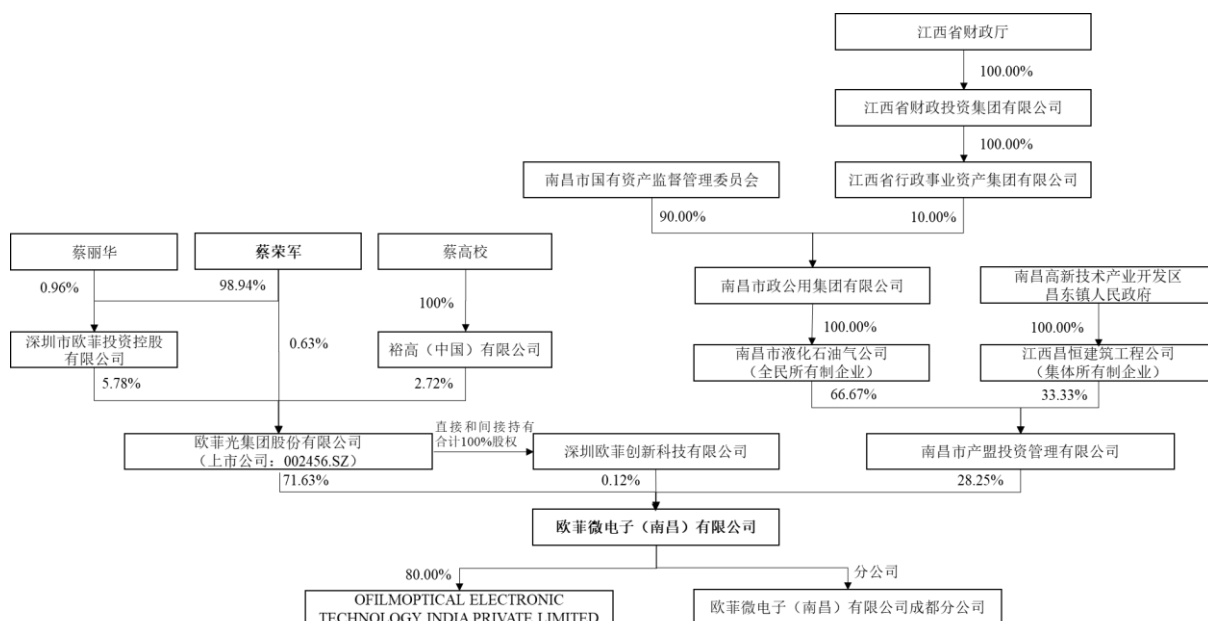 江西省财政厅
100.00%
江西省财政投资集团有限公司
100.00%
南昌市国有资产监督管理委员会
江西省行政事业资产集团有限公司
90.00%
10.00%
蔡丽华
蔡荣军
蔡高校
南昌市政公用集团有限公司
南昌高新技术产业开发区
昌东镇人民政府
0.96%
98.94%
100%
100.00%
100.00%
深圳市欧菲投资控股
有限公司
0.63%
裕高（中国）有限公司
南昌市液化石油气公司
（全民所有制企业）
江西昌恒建筑工程公司
（集体所有制企业）
5.78%
2.72%
66.67%
33.33%
欧菲光集团股份有限公司
（上市公司：002456.SZ）
直接和间接持有
合计100%股权
深圳欧菲创新科技有限公司
南昌市产盟投资管理有限公司
71.63%
0.12%
28.25%
欧菲微电子（南昌）有限公司
80.00%
分公司
OFILMOPTICAL ELECTRONIC
TECHNOLOGY INDIA PRIVATE LIMITED
欧菲微电子（南昌）有限公司成都分公司